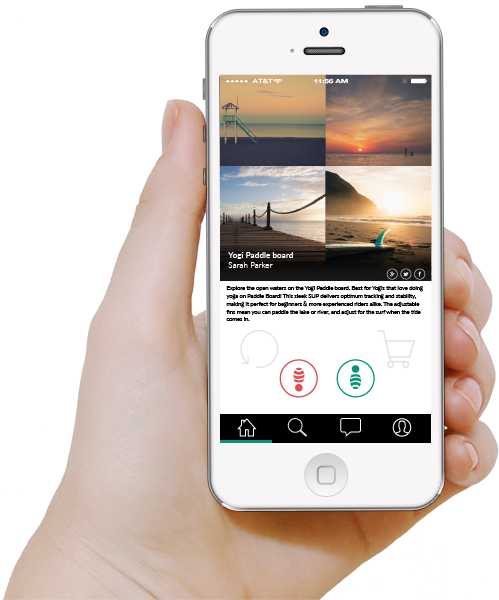 AT&T 11:56 AM
Yogi Paddle board
Sarah Parker
Explore the open waters on the Yogi Paddle board. Best for Yogi's that love doing
yoga on Paddle Board! This sleek SUP delivers optimum tracking and stability,
making it perfect for beginners & more experienced riders alike. The adjustable
fins mean you can paddle the lake or river, and adjust for the surf when the tide
comes in.